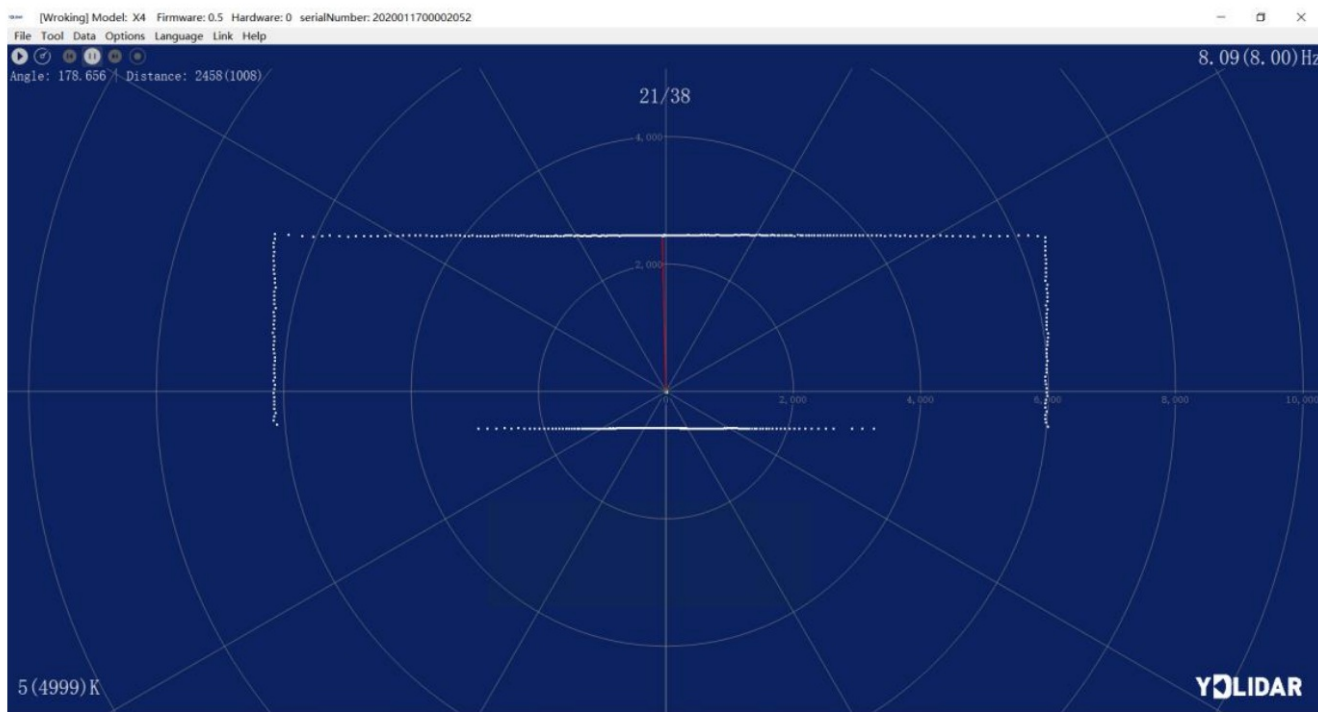 [Wroking] Model: X4 Firmware: 0.5 Hardware: 0 serialNumber: 2020011700002052
File Tool Data Options Language Link Help
8.09(8.00)Hz
Angle: 178.656 | Distance: 2458(1008)
21/38
4,000
2,000
0 2,000 4,000 6,000 8,000 10,000
5(4999)K
YDLIDAR